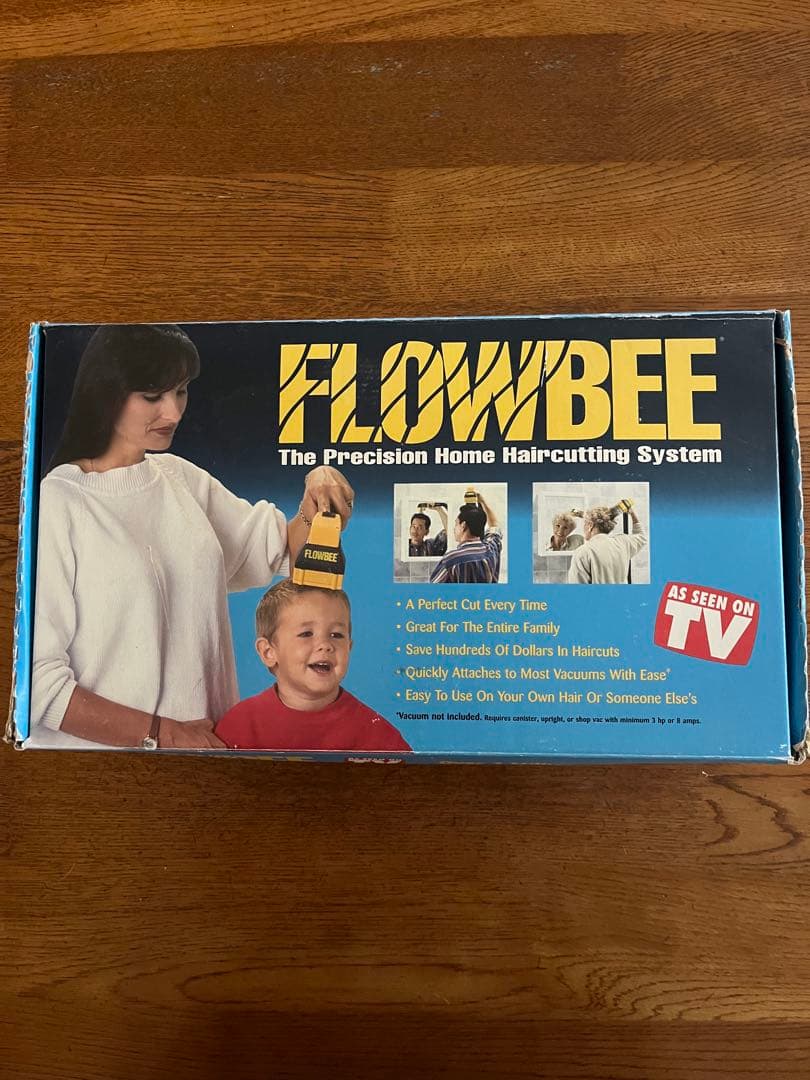 FLOWBEE®
The Precision Home Haircutting System
FLOWBEE
• A Perfect Cut Every Time
• Great For The Entire Family
• Save Hundreds Of Dollars In Haircuts
• Quickly Attaches to Most Vacuums With Ease*
• Easy To Use On Your Own Hair Or Someone Else's
*Vacuum not included. Requires canister, upright, or shop vac with minimum 3 hp or 8 amps.
AS SEEN ON
TV